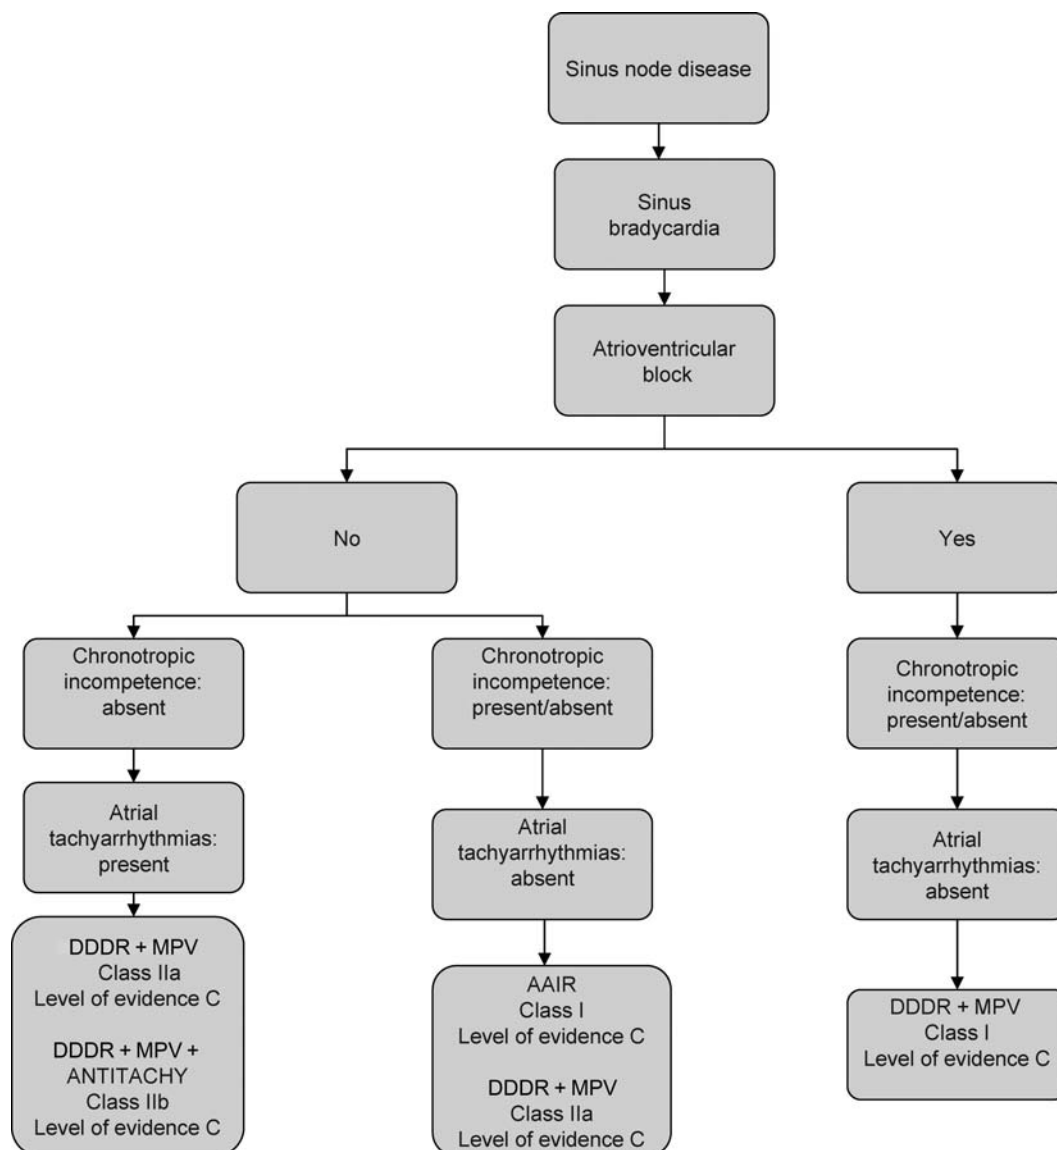 Sinus node disease
Sinus
bradycardia
Atrioventricular
block
No
Yes
Chronotropic
incompetence:
absent
Chronotropic
incompetence:
present/absent
Chronotropic
incompetence:
present/absent
Atrial
tachyarrhythmias:
present
Atrial
tachyarrhythmias:
absent
Atrial
tachyarrhythmias:
absent
DDDR + MPV
Class IIa
Level of evidence C
DDDR + MPV +
ANTITACHY
Class IIb
Level of evidence C
AAIR
Class I
Level of evidence C
DDDR + MPV
Class IIa
Level of evidence C
DDDR + MPV
Class I
Level of evidence C